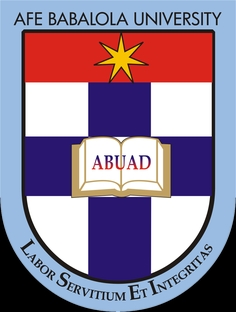 AFE BABALOLA UNIVERSITY
ABUAD
LABOR SERVITIUM ET INTEGRITAS